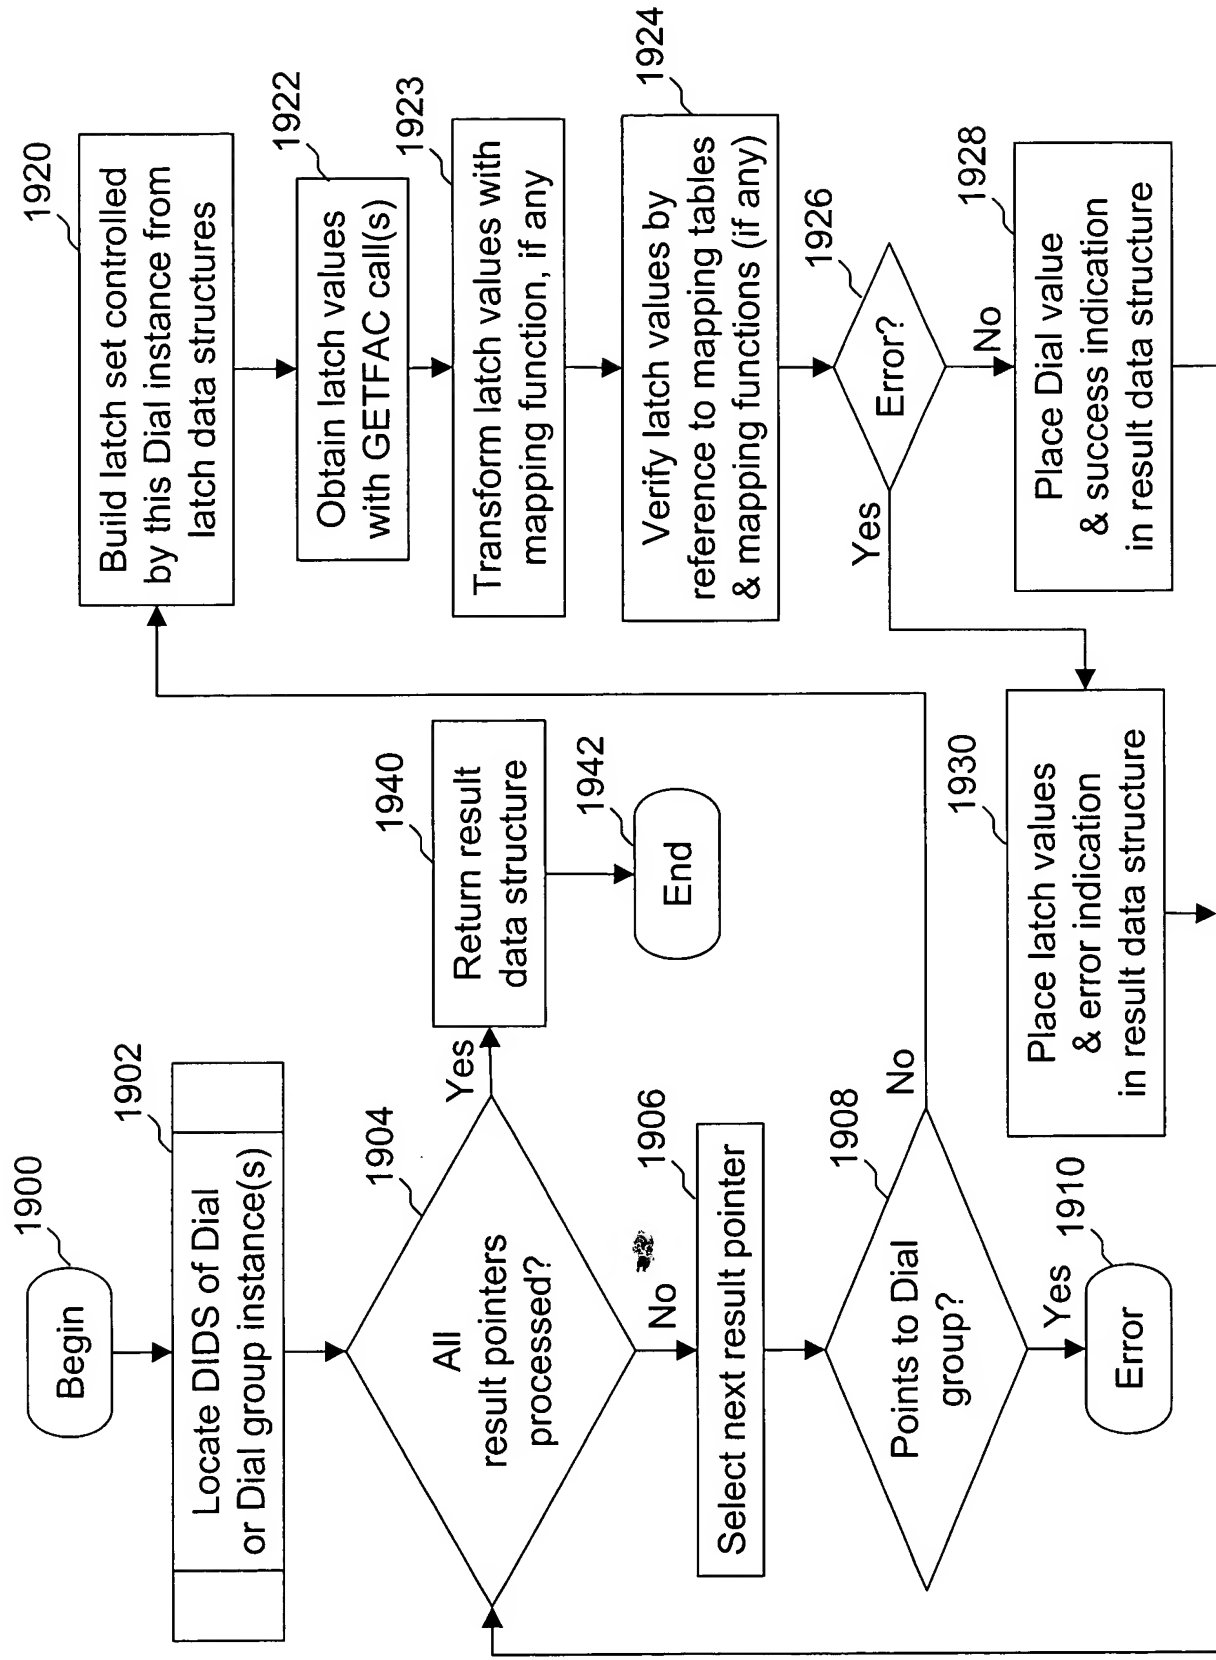 1900
Begin
1902
Locate DIDS of Dial
or Dial group instance(s)
1904
All
result pointers
processed?
Yes
No
1940
Return result
data structure
1942
End
1906
Select next result pointer
1908
Points to Dial
group?
No
Yes
1910
Error
1920
Build latch set controlled
by this Dial instance from
latch data structures
1922
Obtain latch values
with GETFAC call(s)
1923
Transform latch values with
mapping function, if any
1924
Verify latch values by
reference to mapping tables
& mapping functions (if any)
1926
Error?
Yes
No
1928
Place Dial value
& success indication
in result data structure
1930
Place latch values
& error indication
in result data structure